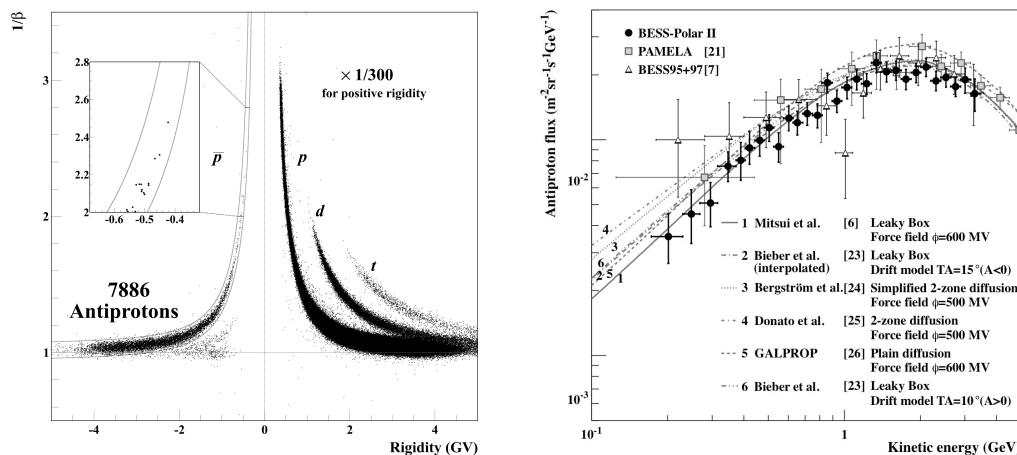 1/β
3
2
1
-4
-2
0
2
4
Rigidity (GV)
2.8
2.6
2.4
2.2
2
-0.6
-0.5
-0.4
p̅
× 1/300
for positive rigidity
p
d
t
7886
Antiprotons
Antiproton flux (m⁻²sr⁻¹s⁻¹GeV⁻¹)
10⁻²
10⁻³
10⁻¹
1
Kinetic energy (GeV)
BESS-Polar II
PAMELA [21]
BESS95+97[7]
4
3
6
2 5
1
1 Mitsui et al. [6] Leaky Box
Force field ϕ=600 MV
2 Bieber et al. [23] Leaky Box
(interpolated) Drift model TA=15°(A<0)
3 Bergström et al.[24] Simplified 2-zone diffusion
Force field ϕ=500 MV
4 Donato et al. [25] 2-zone diffusion
Force field ϕ=500 MV
5 GALPROP [26] Plain diffusion
Force field ϕ=600 MV
6 Bieber et al. [23] Leaky Box
Drift model TA=10°(A>0)